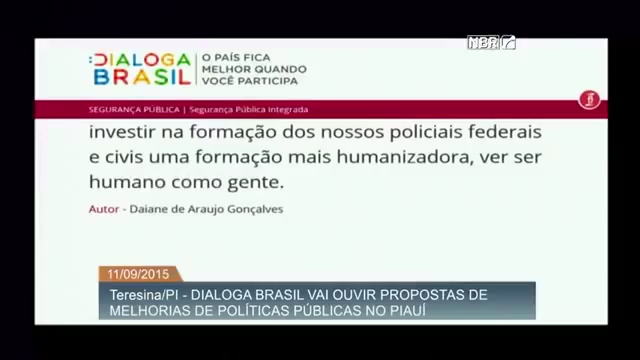 NBR
:DIALOGA
BRASIL
O PAÍS FICA
MELHOR QUANDO
VOCÊ PARTICIPA
SEGURANÇA PÚBLICA | Segurança Pública Integrada
investir na formação dos nossos policiais federais
e civis uma formação mais humanizadora, ver ser
humano como gente.
Autor - Daiane de Araujo Gonçalves
11/09/2015
Teresina/PI - DIALOGA BRASIL VAI OUVIR PROPOSTAS DE
MELHORIAS DE POLÍTICAS PÚBLICAS NO PIAUÍ